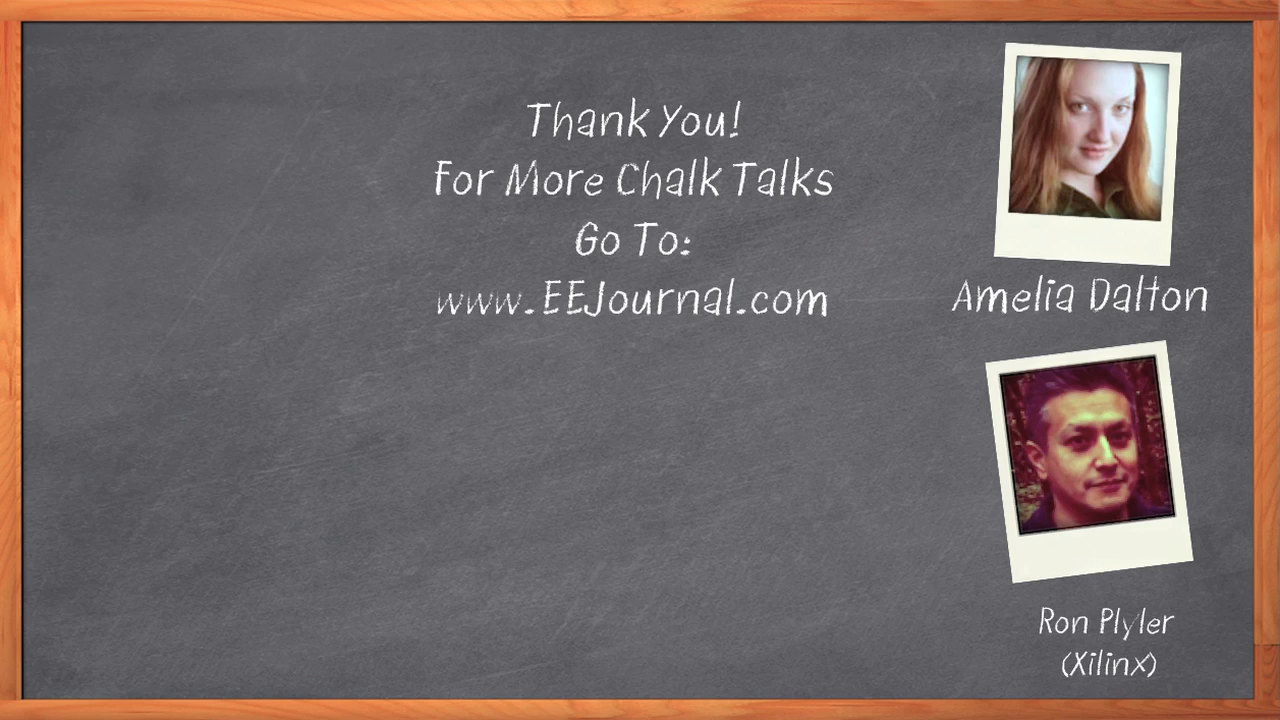 Thank You!
For More Chalk Talks
Go To:
www.EEJournal.com
Amelia Dalton
Ron Plyler
(Xilinx)